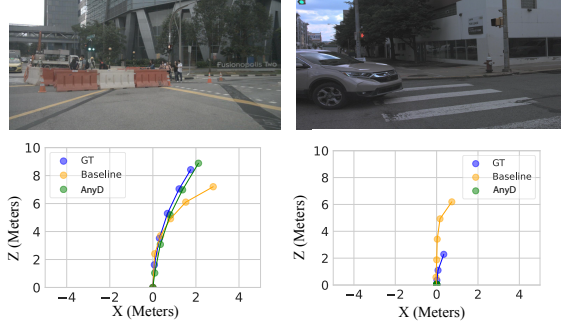 Fusionopolis Two
10
8
6
4
2
0
Z (Meters)
GT
Baseline
AnyD
−4 −2 0 2 4
X (Meters)
10
8
6
4
2
0
Z (Meters)
GT
Baseline
AnyD
−4 −2 0 2 4
X (Meters)